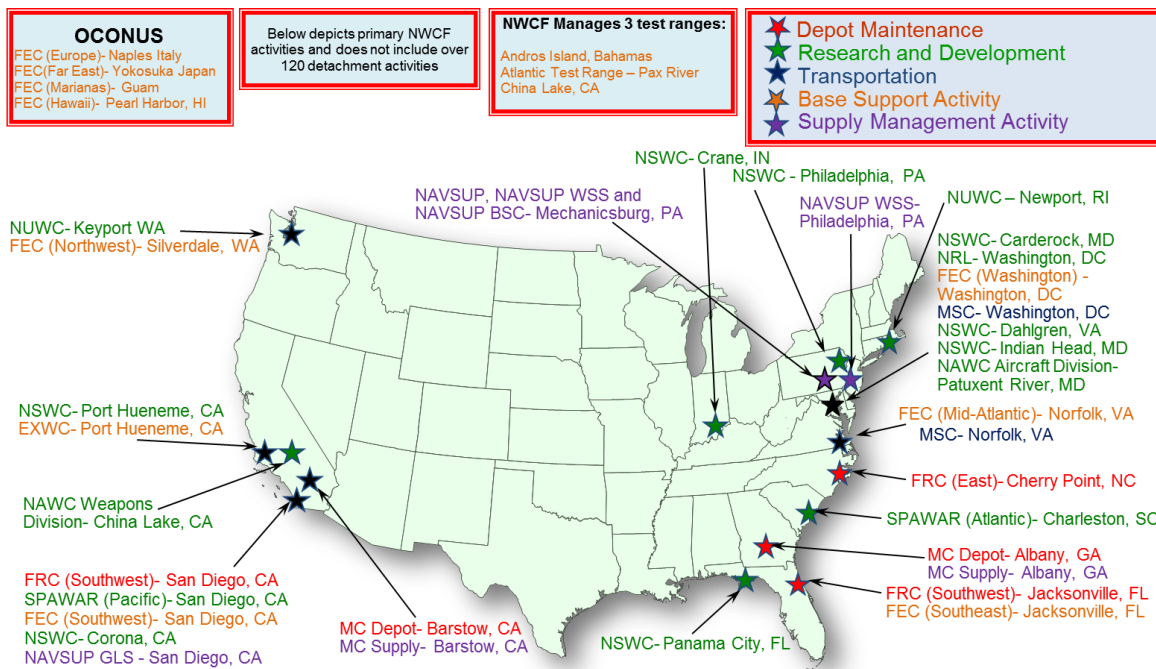 OCONUS
FEC (Europe)- Naples Italy
FEC(Far East)- Yokosuka Japan
FEC (Marianas)- Guam
FEC (Hawaii)- Pearl Harbor, HI
Below depicts primary NWCF
activities and does not include over
120 detachment activities
NWCF Manages 3 test ranges:
Andros Island, Bahamas
Atlantic Test Range – Pax River
China Lake, CA
Depot Maintenance
Research and Development
Transportation
Base Support Activity
Supply Management Activity
NSWC- Crane, IN
NSWC - Philadelphia, PA
NAVSUP, NAVSUP WSS and
NAVSUP BSC- Mechanicsburg, PA
NAVSUP WSS-
Philadelphia, PA
NUWC – Newport, RI
NUWC- Keyport WA
FEC (Northwest)- Silverdale, WA
NSWC- Carderock, MD
NRL- Washington, DC
FEC (Washington) -
Washington, DC
MSC- Washington, DC
NSWC- Dahlgren, VA
NSWC- Indian Head, MD
NAWC Aircraft Division-
Patuxent River, MD
NSWC- Port Hueneme, CA
EXWC- Port Hueneme, CA
FEC (Mid-Atlantic)- Norfolk, VA
MSC- Norfolk, VA
FRC (East)- Cherry Point, NC
NAWC Weapons
Division- China Lake, CA
SPAWAR (Atlantic)- Charleston, SC
MC Depot- Albany, GA
MC Supply- Albany, GA
FRC (Southwest)- San Diego, CA
SPAWAR (Pacific)- San Diego, CA
FEC (Southwest)- San Diego, CA
NSWC- Corona, CA
NAVSUP GLS - San Diego, CA
MC Depot- Barstow, CA
MC Supply- Barstow, CA
NSWC- Panama City, FL
FRC (Southwest)- Jacksonville, FL
FEC (Southeast)- Jacksonville, FL